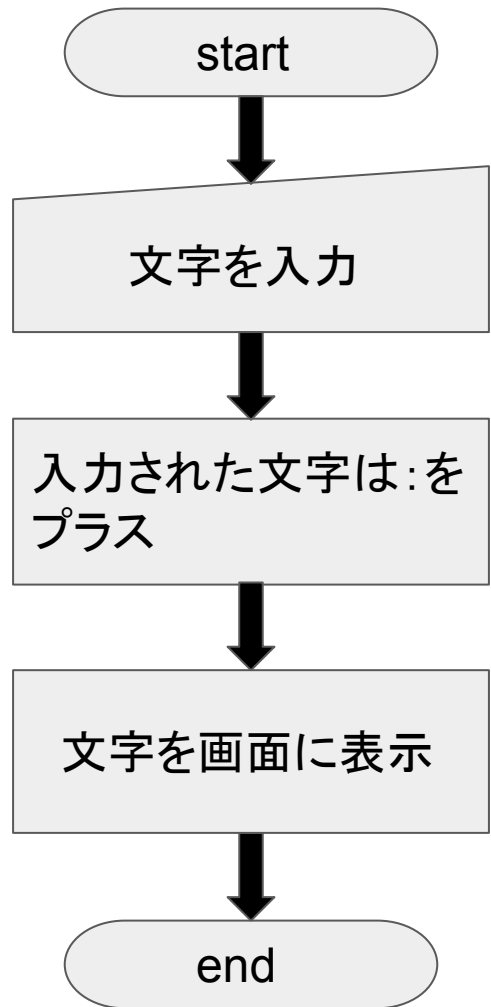 start
文字を入力
入力された文字は:を
プラス
文字を画面に表示
end